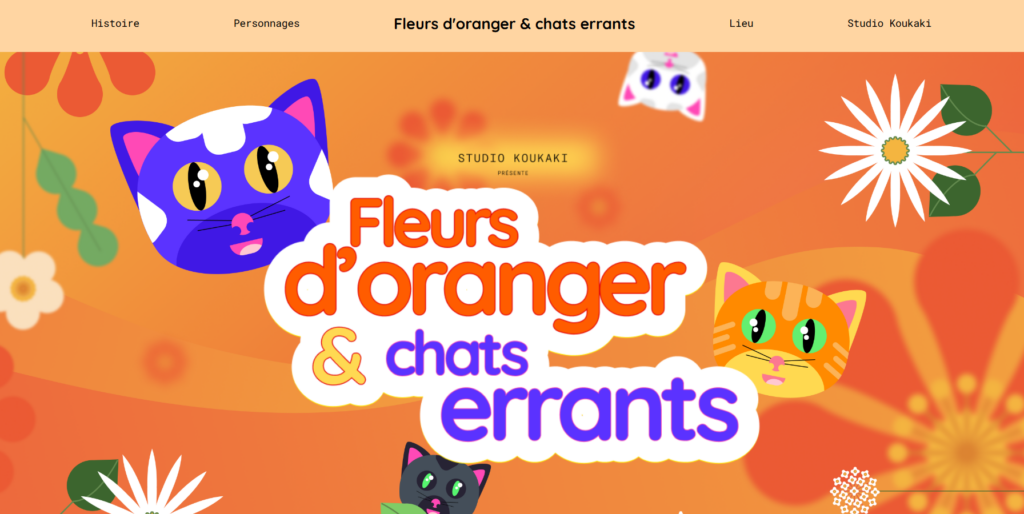 Histoire
Personnages
Fleurs d'oranger & chats errants
Lieu
Studio Koukaki
STUDIO KOUKAKI
PRÉSENTE
Fleurs
d'oranger
& chats
errants